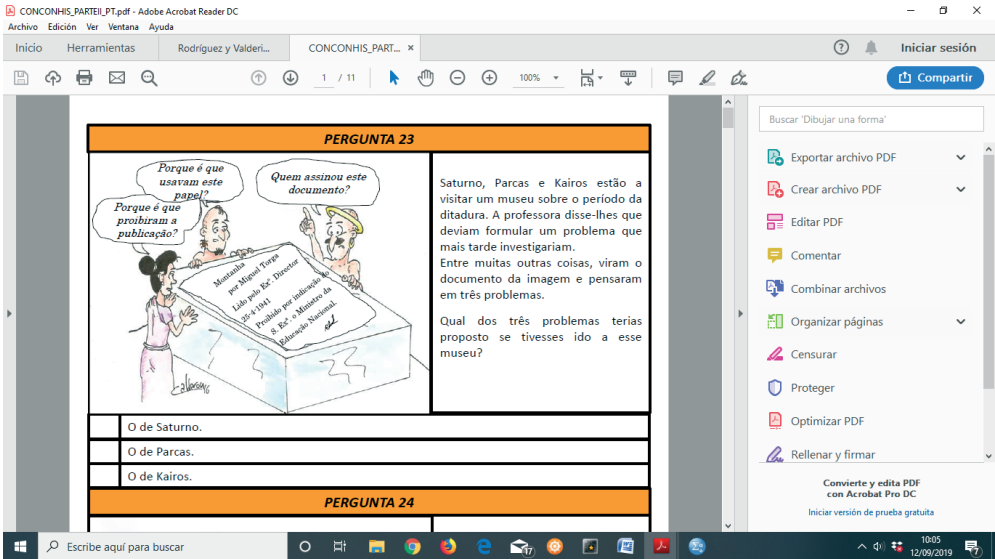 CONCONHIS_PARTEII_PT.pdf - Adobe Acrobat Reader DC
Archivo Edición Ver Ventana Ayuda
Inicio Herramientas Rodríguez y Valderi... CONCONHIS_PART... × Iniciar sesión
1 / 11 100% Compartir
Buscar 'Dibujar una forma'
Exportar archivo PDF
Crear archivo PDF
Editar PDF
Comentar
Combinar archivos
Organizar páginas
Censurar
Proteger
Optimizar PDF
Rellenar y firmar
Convierte y edita PDF
con Acrobat Pro DC
Iniciar versión de prueba gratuita
PERGUNTA 23
Porque é que
usavam este
papel?
Quem assinou este
documento?
Porque é que
proibiram a
publicação?
Montanha
por Miguel Torga
Lido pelo Exº. Director
25-4-1941
Proibido por indicação de
S. Exª. o Ministro da
Educação Nacional.
Saturno, Parcas e Kairos estão a
visitar um museu sobre o período da
ditadura. A professora disse-lhes que
deviam formular um problema que
mais tarde investigariam.
Entre muitas outras coisas, viram o
documento da imagem e pensaram
em três problemas.
Qual dos três problemas terias
proposto se tivesses ido a esse
museu?
O de Saturno.
O de Parcas.
O de Kairos.
PERGUNTA 24
Escribe aquí para buscar
17
10:05
12/09/2019
7